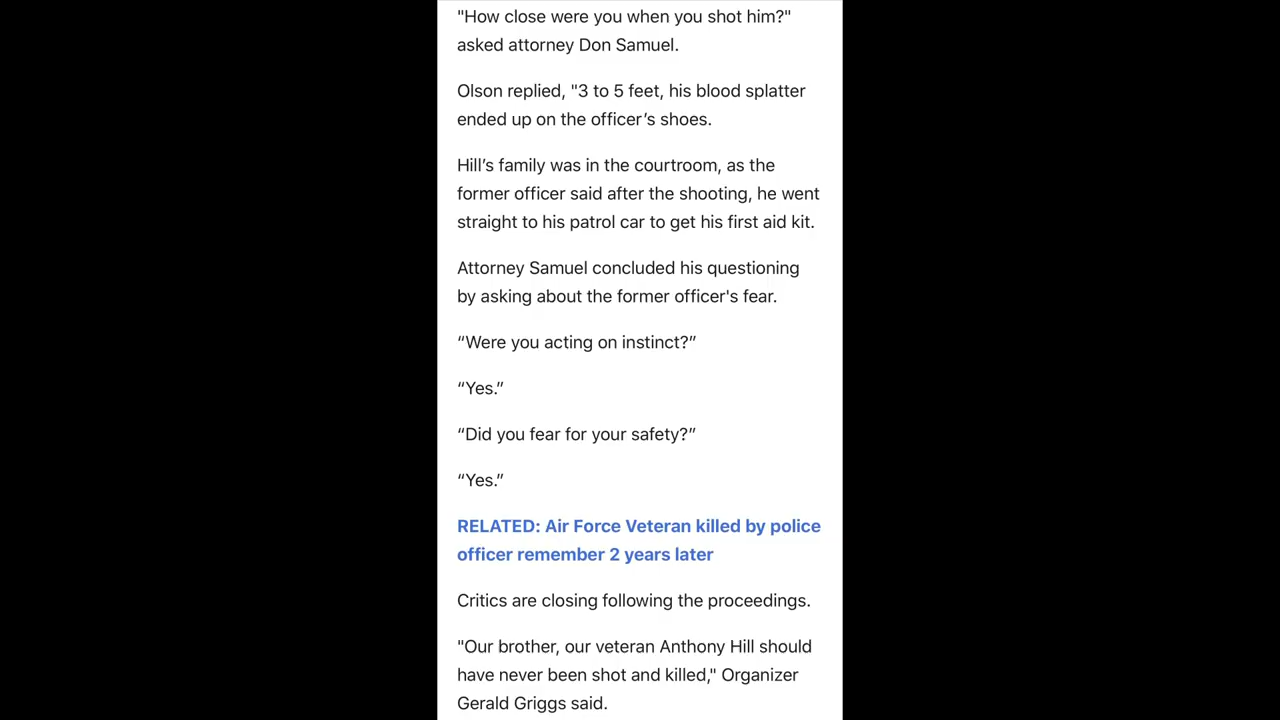 "How close were you when you shot him?"
asked attorney Don Samuel.
Olson replied, "3 to 5 feet, his blood splatter
ended up on the officer’s shoes.
Hill’s family was in the courtroom, as the
former officer said after the shooting, he went
straight to his patrol car to get his first aid kit.
Attorney Samuel concluded his questioning
by asking about the former officer's fear.
“Were you acting on instinct?”
“Yes.”
“Did you fear for your safety?”
“Yes.”
RELATED: Air Force Veteran killed by police
officer remember 2 years later
Critics are closing following the proceedings.
"Our brother, our veteran Anthony Hill should
have never been shot and killed," Organizer
Gerald Griggs said.